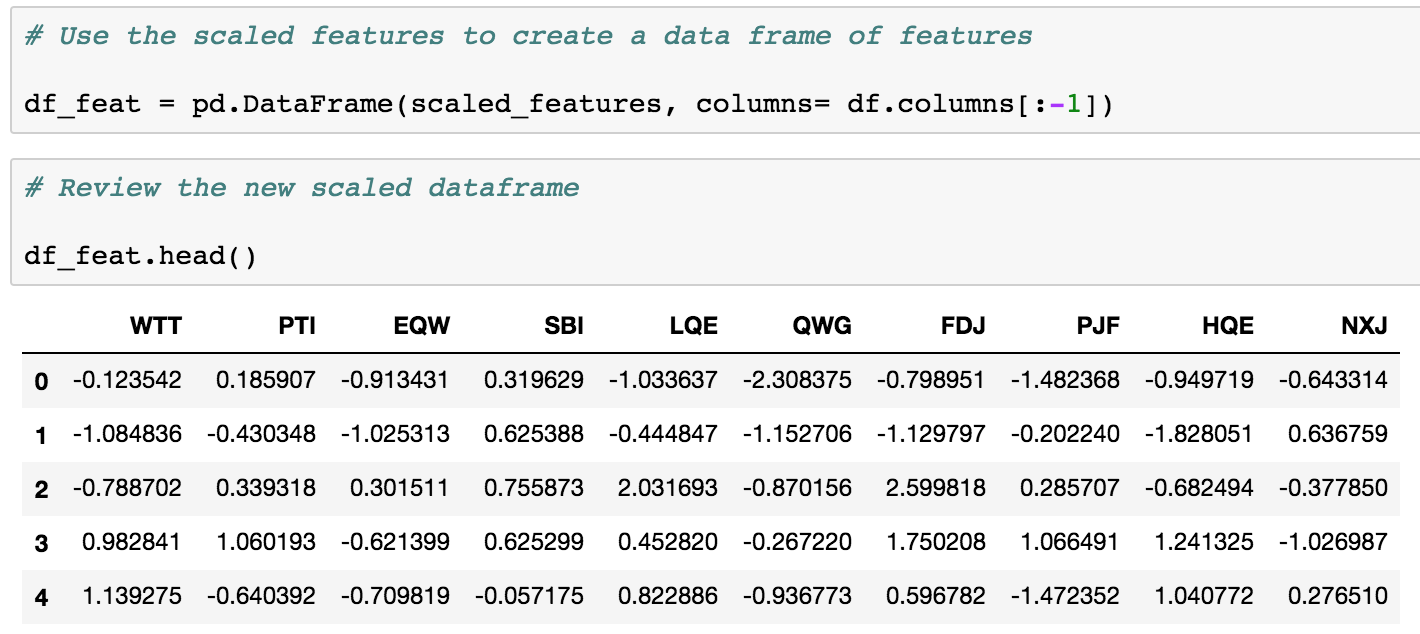 # Use the scaled features to create a data frame of features
df_feat = pd.DataFrame(scaled_features, columns= df.columns[:-1])
# Review the new scaled dataframe
df_feat.head()
WTT PTI EQW SBI LQE QWG FDJ PJF HQE NXJ
0 -0.123542 0.185907 -0.913431 0.319629 -1.033637 -2.308375 -0.798951 -1.482368 -0.949719 -0.643314
1 -1.084836 -0.430348 -1.025313 0.625388 -0.444847 -1.152706 -1.129797 -0.202240 -1.828051 0.636759
2 -0.788702 0.339318 0.301511 0.755873 2.031693 -0.870156 2.599818 0.285707 -0.682494 -0.377850
3 0.982841 1.060193 -0.621399 0.625299 0.452820 -0.267220 1.750208 1.066491 1.241325 -1.026987
4 1.139275 -0.640392 -0.709819 -0.057175 0.822886 -0.936773 0.596782 -1.472352 1.040772 0.276510